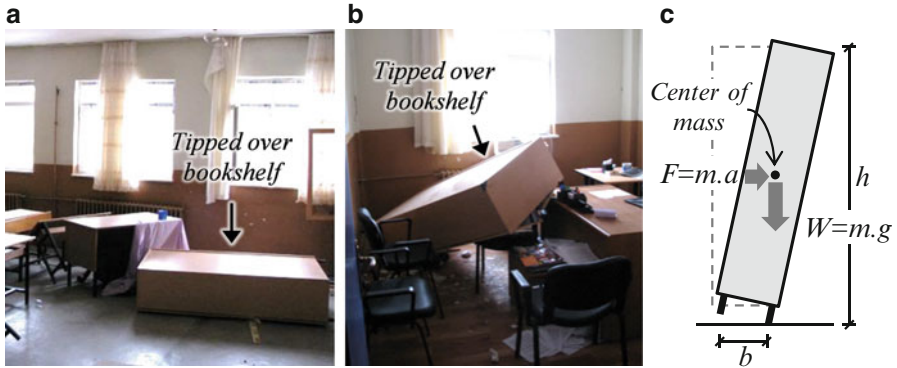 a
Tipped over
bookshelf
b
Tipped over
bookshelf
c
Center of
mass
F=m.a
h
W=m.g
b